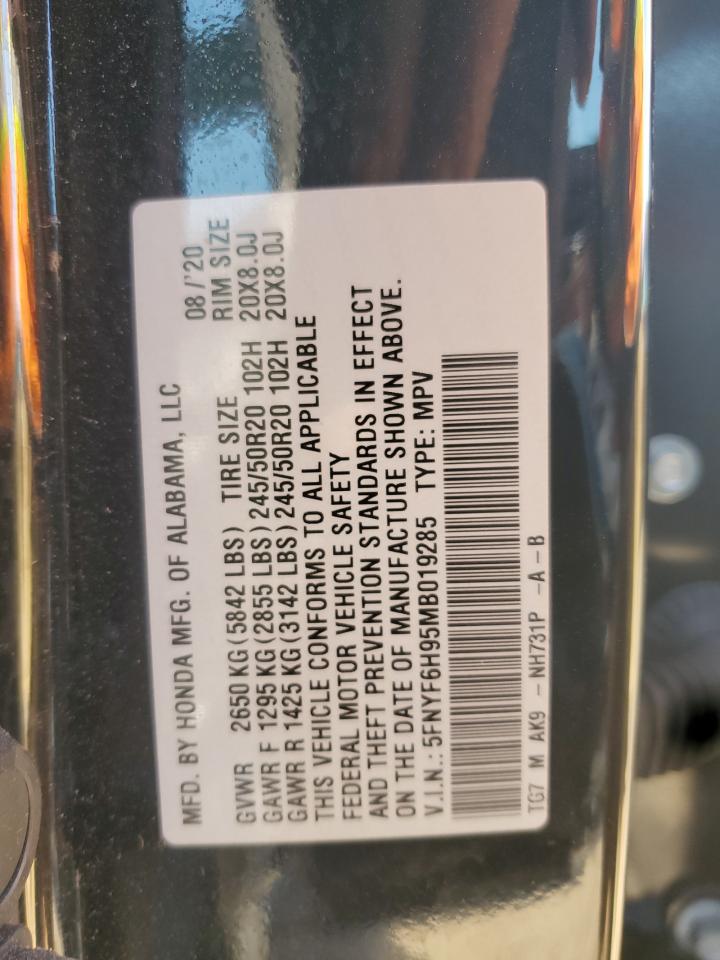 MFD. BY HONDA MFG. OF ALABAMA, LLC 08/'20
GVWR 2650 KG (5842 LBS) TIRE SIZE RIM SIZE
GAWR F 1295 KG (2855 LBS) 245/50R20 102H 20X8.0J
GAWR R 1425 KG (3142 LBS) 245/50R20 102H 20X8.0J
THIS VEHICLE CONFORMS TO ALL APPLICABLE
FEDERAL MOTOR VEHICLE SAFETY
AND THEFT PREVENTION STANDARDS IN EFFECT
ON THE DATE OF MANUFACTURE SHOWN ABOVE.
V.I.N.: 5FNYF6H95MB019285 TYPE: MPV
TG7 M AK9 - NH731P -A-B